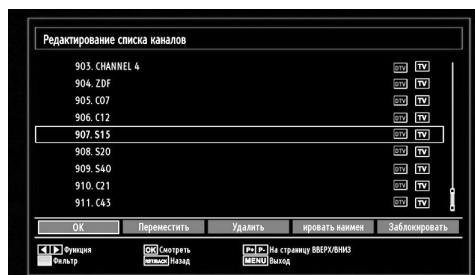 Редактирование списка каналов
903. CHANNEL 4 DTV TV
904. ZDF DTV TV
905. C07 DTV TV
906. C12 DTV TV
907. S15 DTV TV
908. S20 DTV TV
909. S40 DTV TV
910. C21 DTV TV
911. C43 DTV TV
OK Переместить Удалить ировать наимен Заблокировать
Функция OK Смотреть P+ P- На страницу ВВЕРХ/ВНИЗ
Фильтр RET/BACK Назад MENU Выход